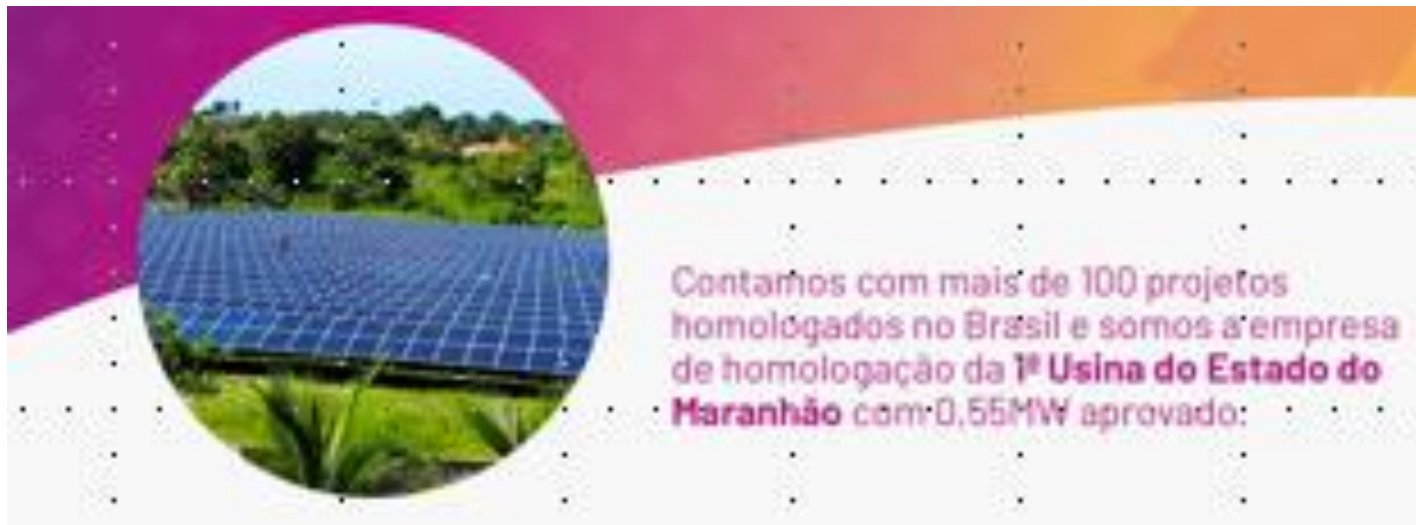 Contamos com mais de 100 projetos
homologados no Brasil e somos a empresa
de homologação da 1ª Usina do Estado do
Maranhão com 0,55MW aprovado.